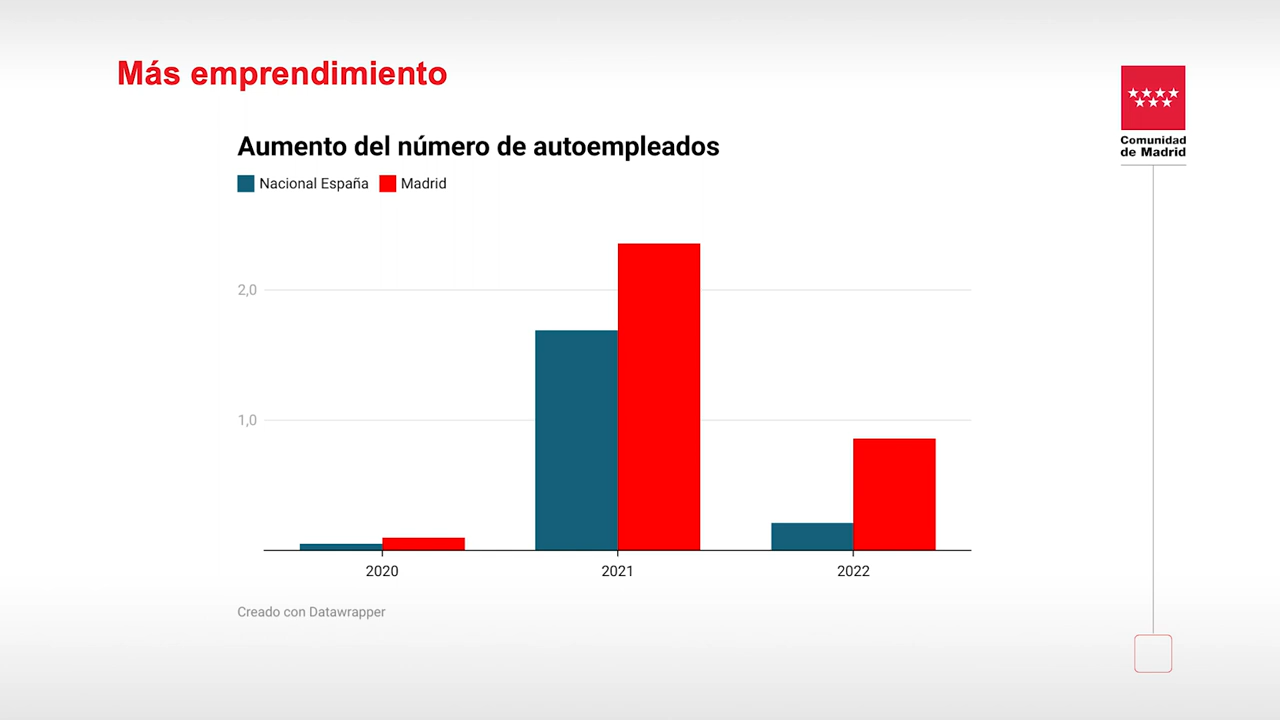 Más emprendimiento
Comunidad
de Madrid
Aumento del número de autoempleados
Nacional España
Madrid
2,0
1,0
2020
2021
2022
Creado con Datawrapper